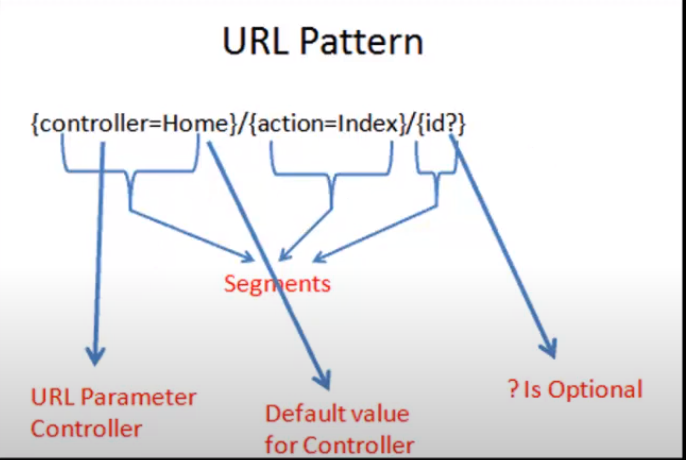 URL Pattern
{controller=Home}/{action=Index}/{id?}
Segments
URL Parameter
Controller
Default value
for Controller
? Is Optional